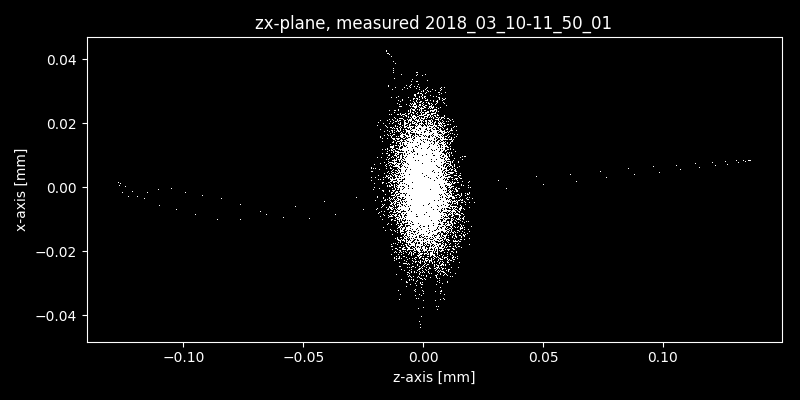 zx-plane, measured 2018_03_10-11_50_01
0.04
0.02
0.00
−0.02
−0.04
x-axis [mm]
−0.10 −0.05 0.00 0.05 0.10
z-axis [mm]